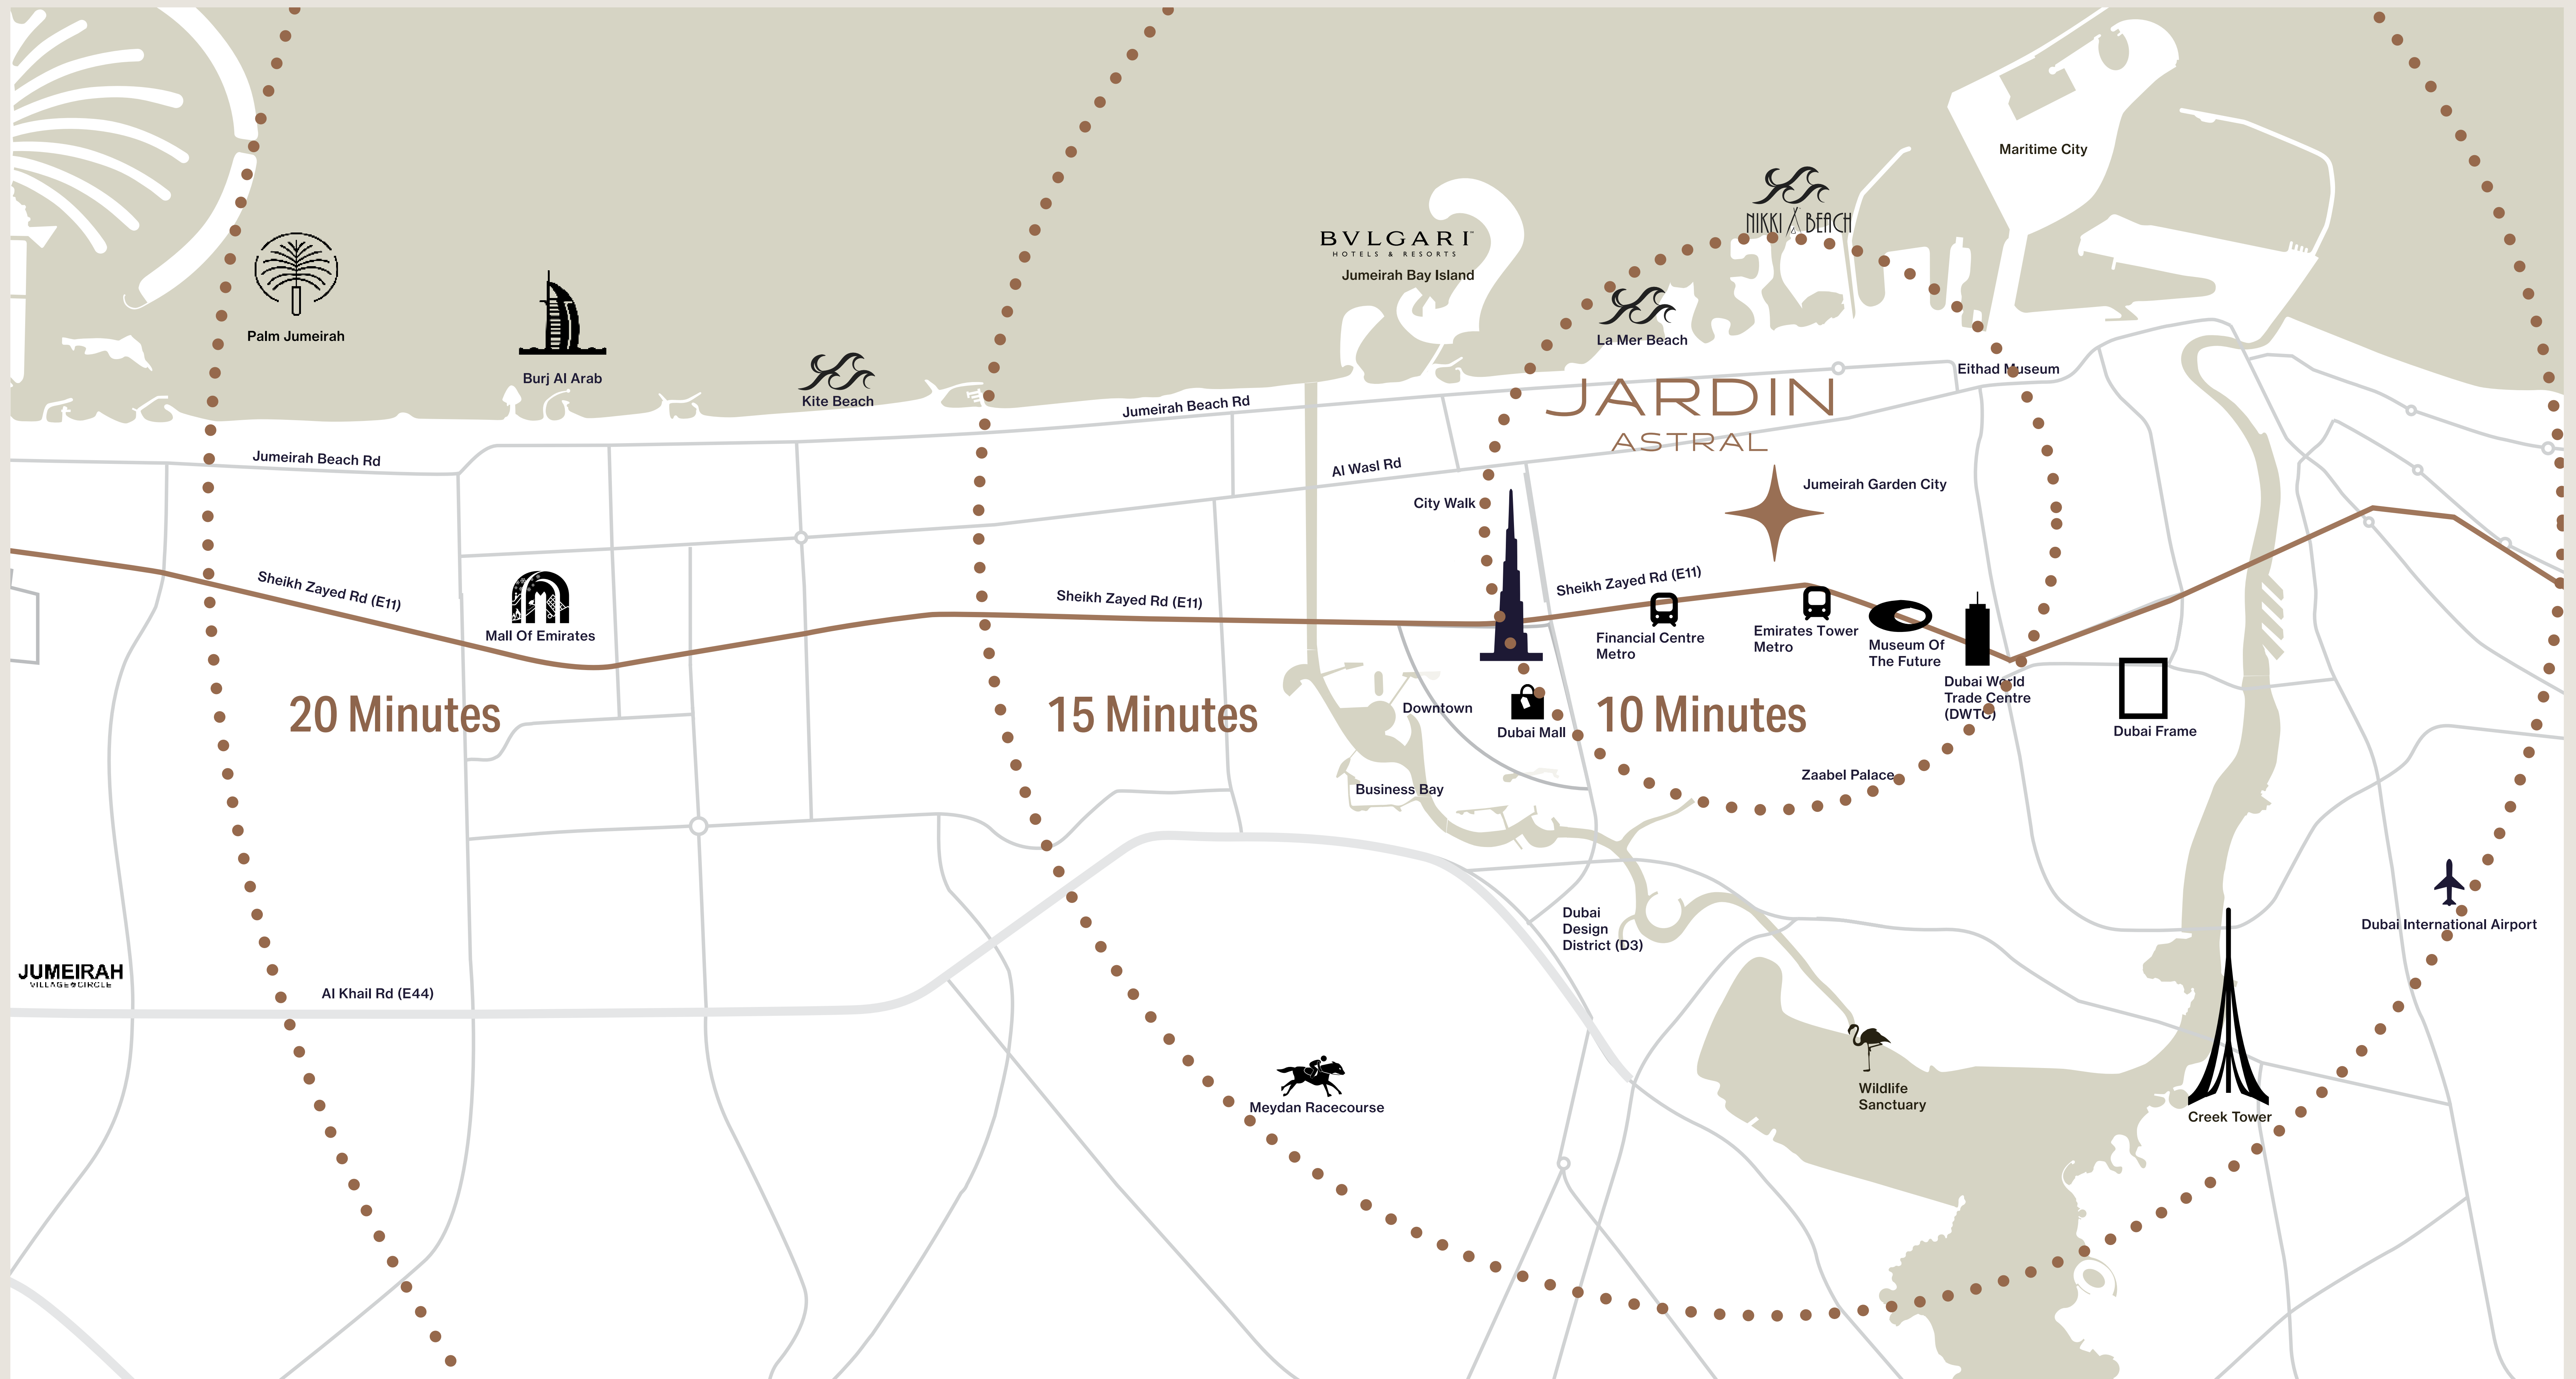 Maritime City
NIKKI BEACH
BVLGARI
HOTELS & RESORTS
Jumeirah Bay Island
Palm Jumeirah
La Mer Beach
Burj Al Arab
Eithad Museum
Kite Beach
Jumeirah Beach Rd
JARDIN
ASTRAL
Jumeirah Beach Rd
Al Wasl Rd
Jumeirah Garden City
City Walk
Sheikh Zayed Rd (E11)
Sheikh Zayed Rd (E11)
Sheikh Zayed Rd (E11)
Mall Of Emirates
Financial Centre
Metro
Emirates Tower
Metro
Museum Of
The Future
Dubai World
Trade Centre
(DWTC)
20 Minutes
15 Minutes
Downtown
Dubai Mall
10 Minutes
Dubai Frame
Zaabel Palace
Business Bay
Dubai
Design
District (D3)
Dubai International Airport
JUMEIRAH
VILLAGE CIRCLE
Al Khail Rd (E44)
Wildlife
Sanctuary
Meydan Racecourse
Creek Tower